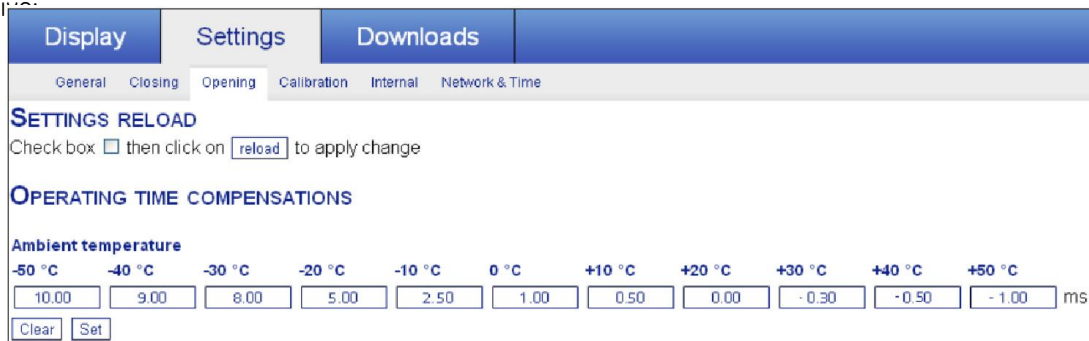 Display Settings Downloads
General Closing Opening Calibration Internal Network & Time
SETTINGS RELOAD
Check box then click on reload to apply change
OPERATING TIME COMPENSATIONS
Ambient temperature
-50 °C -40 °C -30 °C -20 °C -10 °C 0 °C +10 °C +20 °C +30 °C +40 °C +50 °C
10.00 9.00 8.00 5.00 2.50 1.00 0.50 0.00 - 0.30 - 0.50 - 1.00 ms
Clear Set